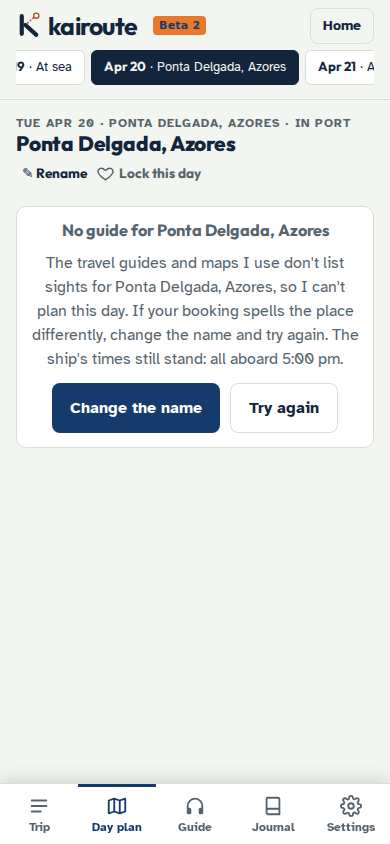 kairoute Beta 2 Home
9 · At sea Apr 20 · Ponta Delgada, Azores Apr 21 · A
TUE APR 20 · PONTA DELGADA, AZORES · IN PORT
Ponta Delgada, Azores
✎ Rename Lock this day
No guide for Ponta Delgada, Azores
The travel guides and maps I use don't list
sights for Ponta Delgada, Azores, so I can't
plan this day. If your booking spells the place
differently, change the name and try again. The
ship's times still stand: all aboard 5:00 pm.
Change the name Try again
Trip Day plan Guide Journal Settings